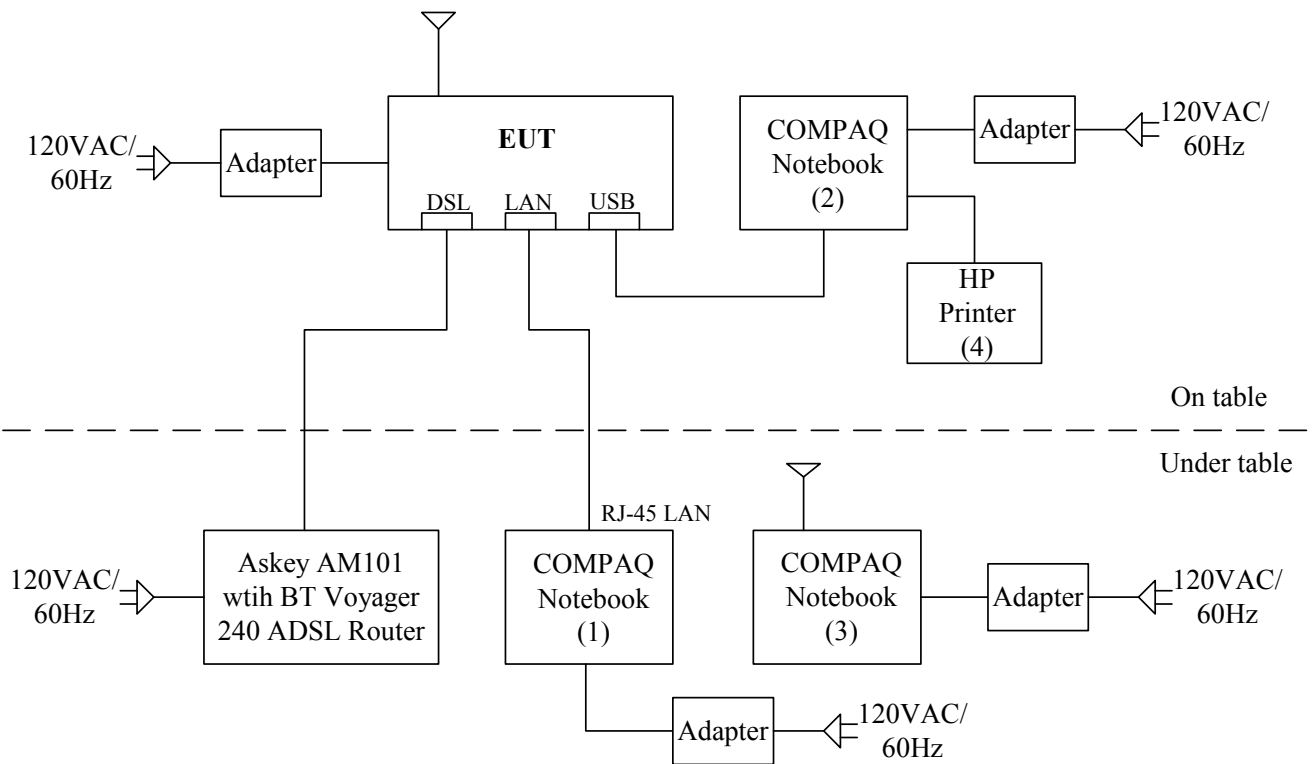 120VAC/
60Hz
Adapter
EUT
DSL LAN USB
COMPAQ
Notebook
(2)
Adapter
120VAC/
60Hz
HP
Printer
(4)
On table
Under table
120VAC/
60Hz
Askey AM101
wtih BT Voyager
240 ADSL Router
RJ-45 LAN
COMPAQ
Notebook
(1)
COMPAQ
Notebook
(3)
Adapter
120VAC/
60Hz
Adapter
120VAC/
60Hz